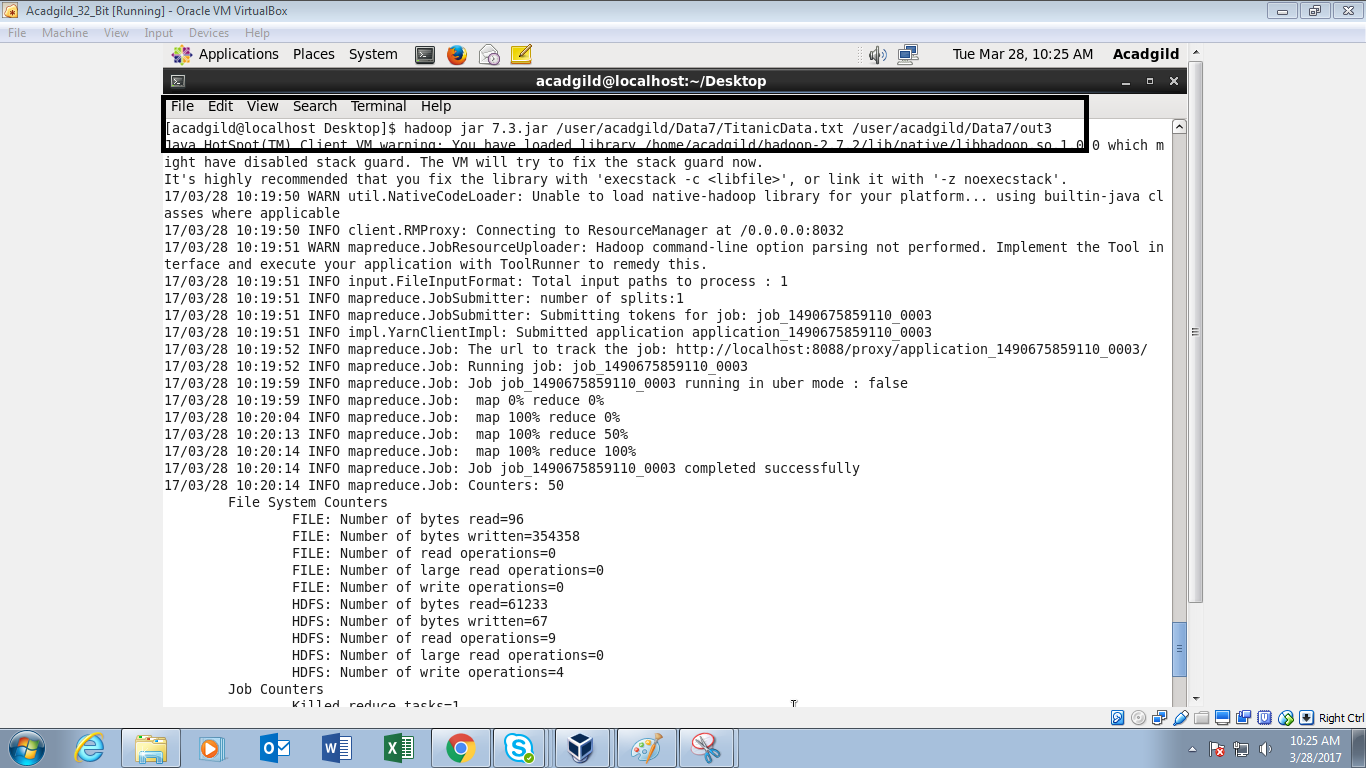 Acadgild_32_Bit [Running] - Oracle VM VirtualBox
File Machine View Input Devices Help
Applications Places System Tue Mar 28, 10:25 AM Acadgild
acadgild@localhost:~/Desktop
File Edit View Search Terminal Help
[acadgild@localhost Desktop]$ hadoop jar 7.3.jar /user/acadgild/Data7/TitanicData.txt /user/acadgild/Data7/out3
Java HotSpot(TM) Client VM warning: You have loaded library /home/acadgild/hadoop-2.7.2/lib/native/libhadoop.so.1.0.0 which m
ight have disabled stack guard. The VM will try to fix the stack guard now.
It's highly recommended that you fix the library with 'execstack -c <libfile>', or link it with '-z noexecstack'.
17/03/28 10:19:50 WARN util.NativeCodeLoader: Unable to load native-hadoop library for your platform... using builtin-java cl
asses where applicable
17/03/28 10:19:50 INFO client.RMProxy: Connecting to ResourceManager at /0.0.0.0:8032
17/03/28 10:19:51 WARN mapreduce.JobResourceUploader: Hadoop command-line option parsing not performed. Implement the Tool in
terface and execute your application with ToolRunner to remedy this.
17/03/28 10:19:51 INFO input.FileInputFormat: Total input paths to process : 1
17/03/28 10:19:51 INFO mapreduce.JobSubmitter: number of splits:1
17/03/28 10:19:51 INFO mapreduce.JobSubmitter: Submitting tokens for job: job_1490675859110_0003
17/03/28 10:19:51 INFO impl.YarnClientImpl: Submitted application application_1490675859110_0003
17/03/28 10:19:52 INFO mapreduce.Job: The url to track the job: http://localhost:8088/proxy/application_1490675859110_0003/
17/03/28 10:19:52 INFO mapreduce.Job: Running job: job_1490675859110_0003
17/03/28 10:19:59 INFO mapreduce.Job: Job job_1490675859110_0003 running in uber mode : false
17/03/28 10:19:59 INFO mapreduce.Job:  map 0% reduce 0%
17/03/28 10:20:04 INFO mapreduce.Job:  map 100% reduce 0%
17/03/28 10:20:13 INFO mapreduce.Job:  map 100% reduce 50%
17/03/28 10:20:14 INFO mapreduce.Job:  map 100% reduce 100%
17/03/28 10:20:14 INFO mapreduce.Job: Job job_1490675859110_0003 completed successfully
17/03/28 10:20:14 INFO mapreduce.Job: Counters: 50
File System Counters
FILE: Number of bytes read=96
FILE: Number of bytes written=354358
FILE: Number of read operations=0
FILE: Number of large read operations=0
FILE: Number of write operations=0
HDFS: Number of bytes read=61233
HDFS: Number of bytes written=67
HDFS: Number of read operations=9
HDFS: Number of large read operations=0
HDFS: Number of write operations=4
Job Counters
Killed reduce tasks=1
Right Ctrl
10:25 AM
3/28/2017